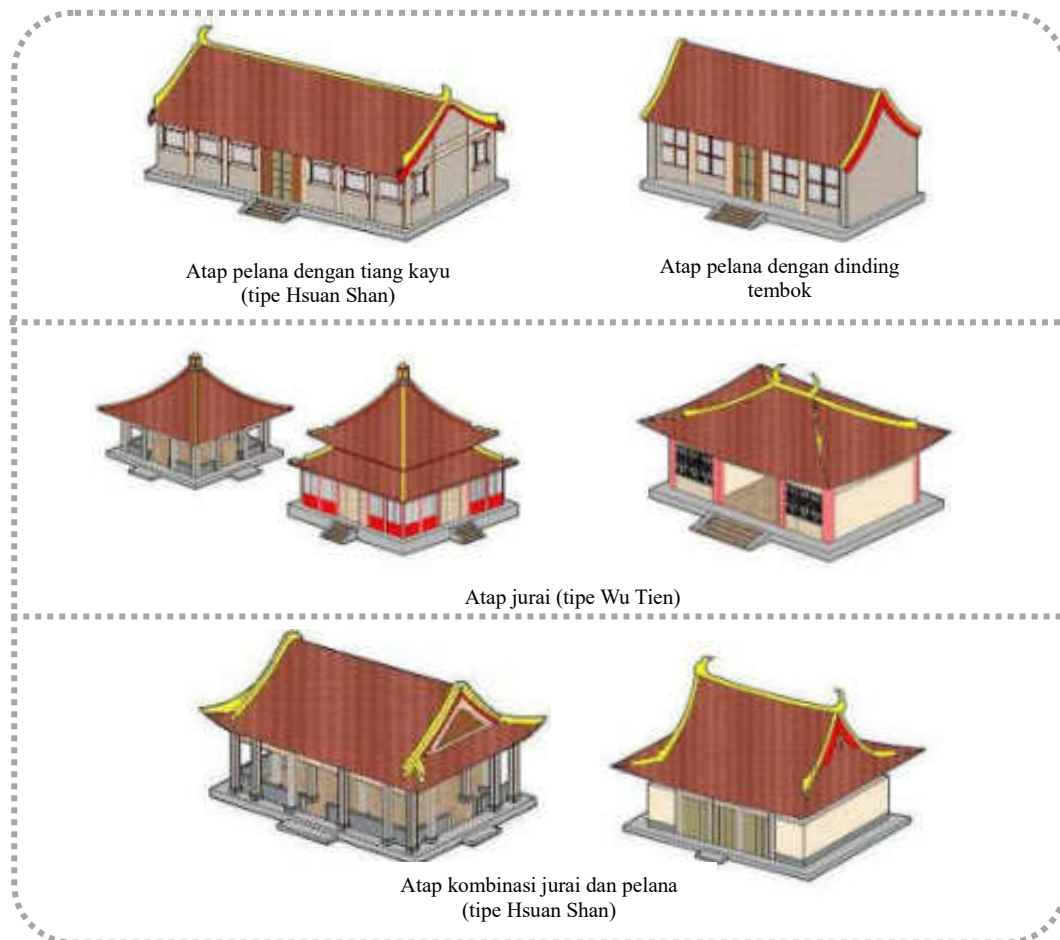 Atap pelana dengan tiang kayu
(tipe Hsuan Shan)
Atap pelana dengan dinding
tembok
Atap jurai (tipe Wu Tien)
Atap kombinasi jurai dan pelana
(tipe Hsuan Shan)